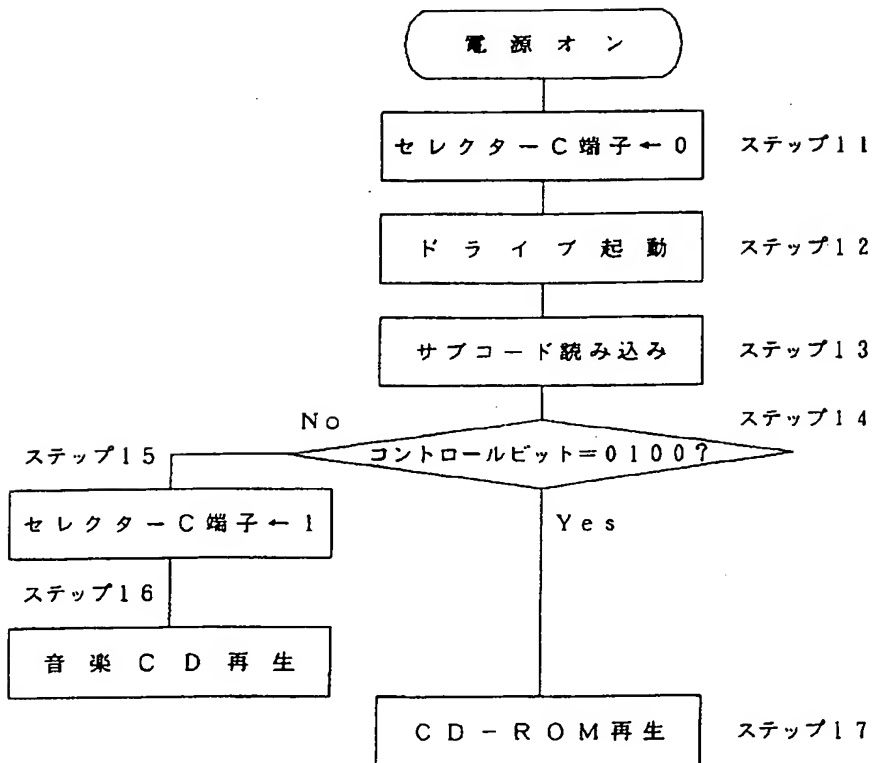 電源オン
セレクターC端子←0 ステップ11
ドライブ起動 ステップ12
サブコード読み込み ステップ13
ステップ14
No
コントロールビット=0100?
ステップ15
セレクターC端子←1
Yes
ステップ16
音楽CD再生
CD-ROM再生 ステップ17